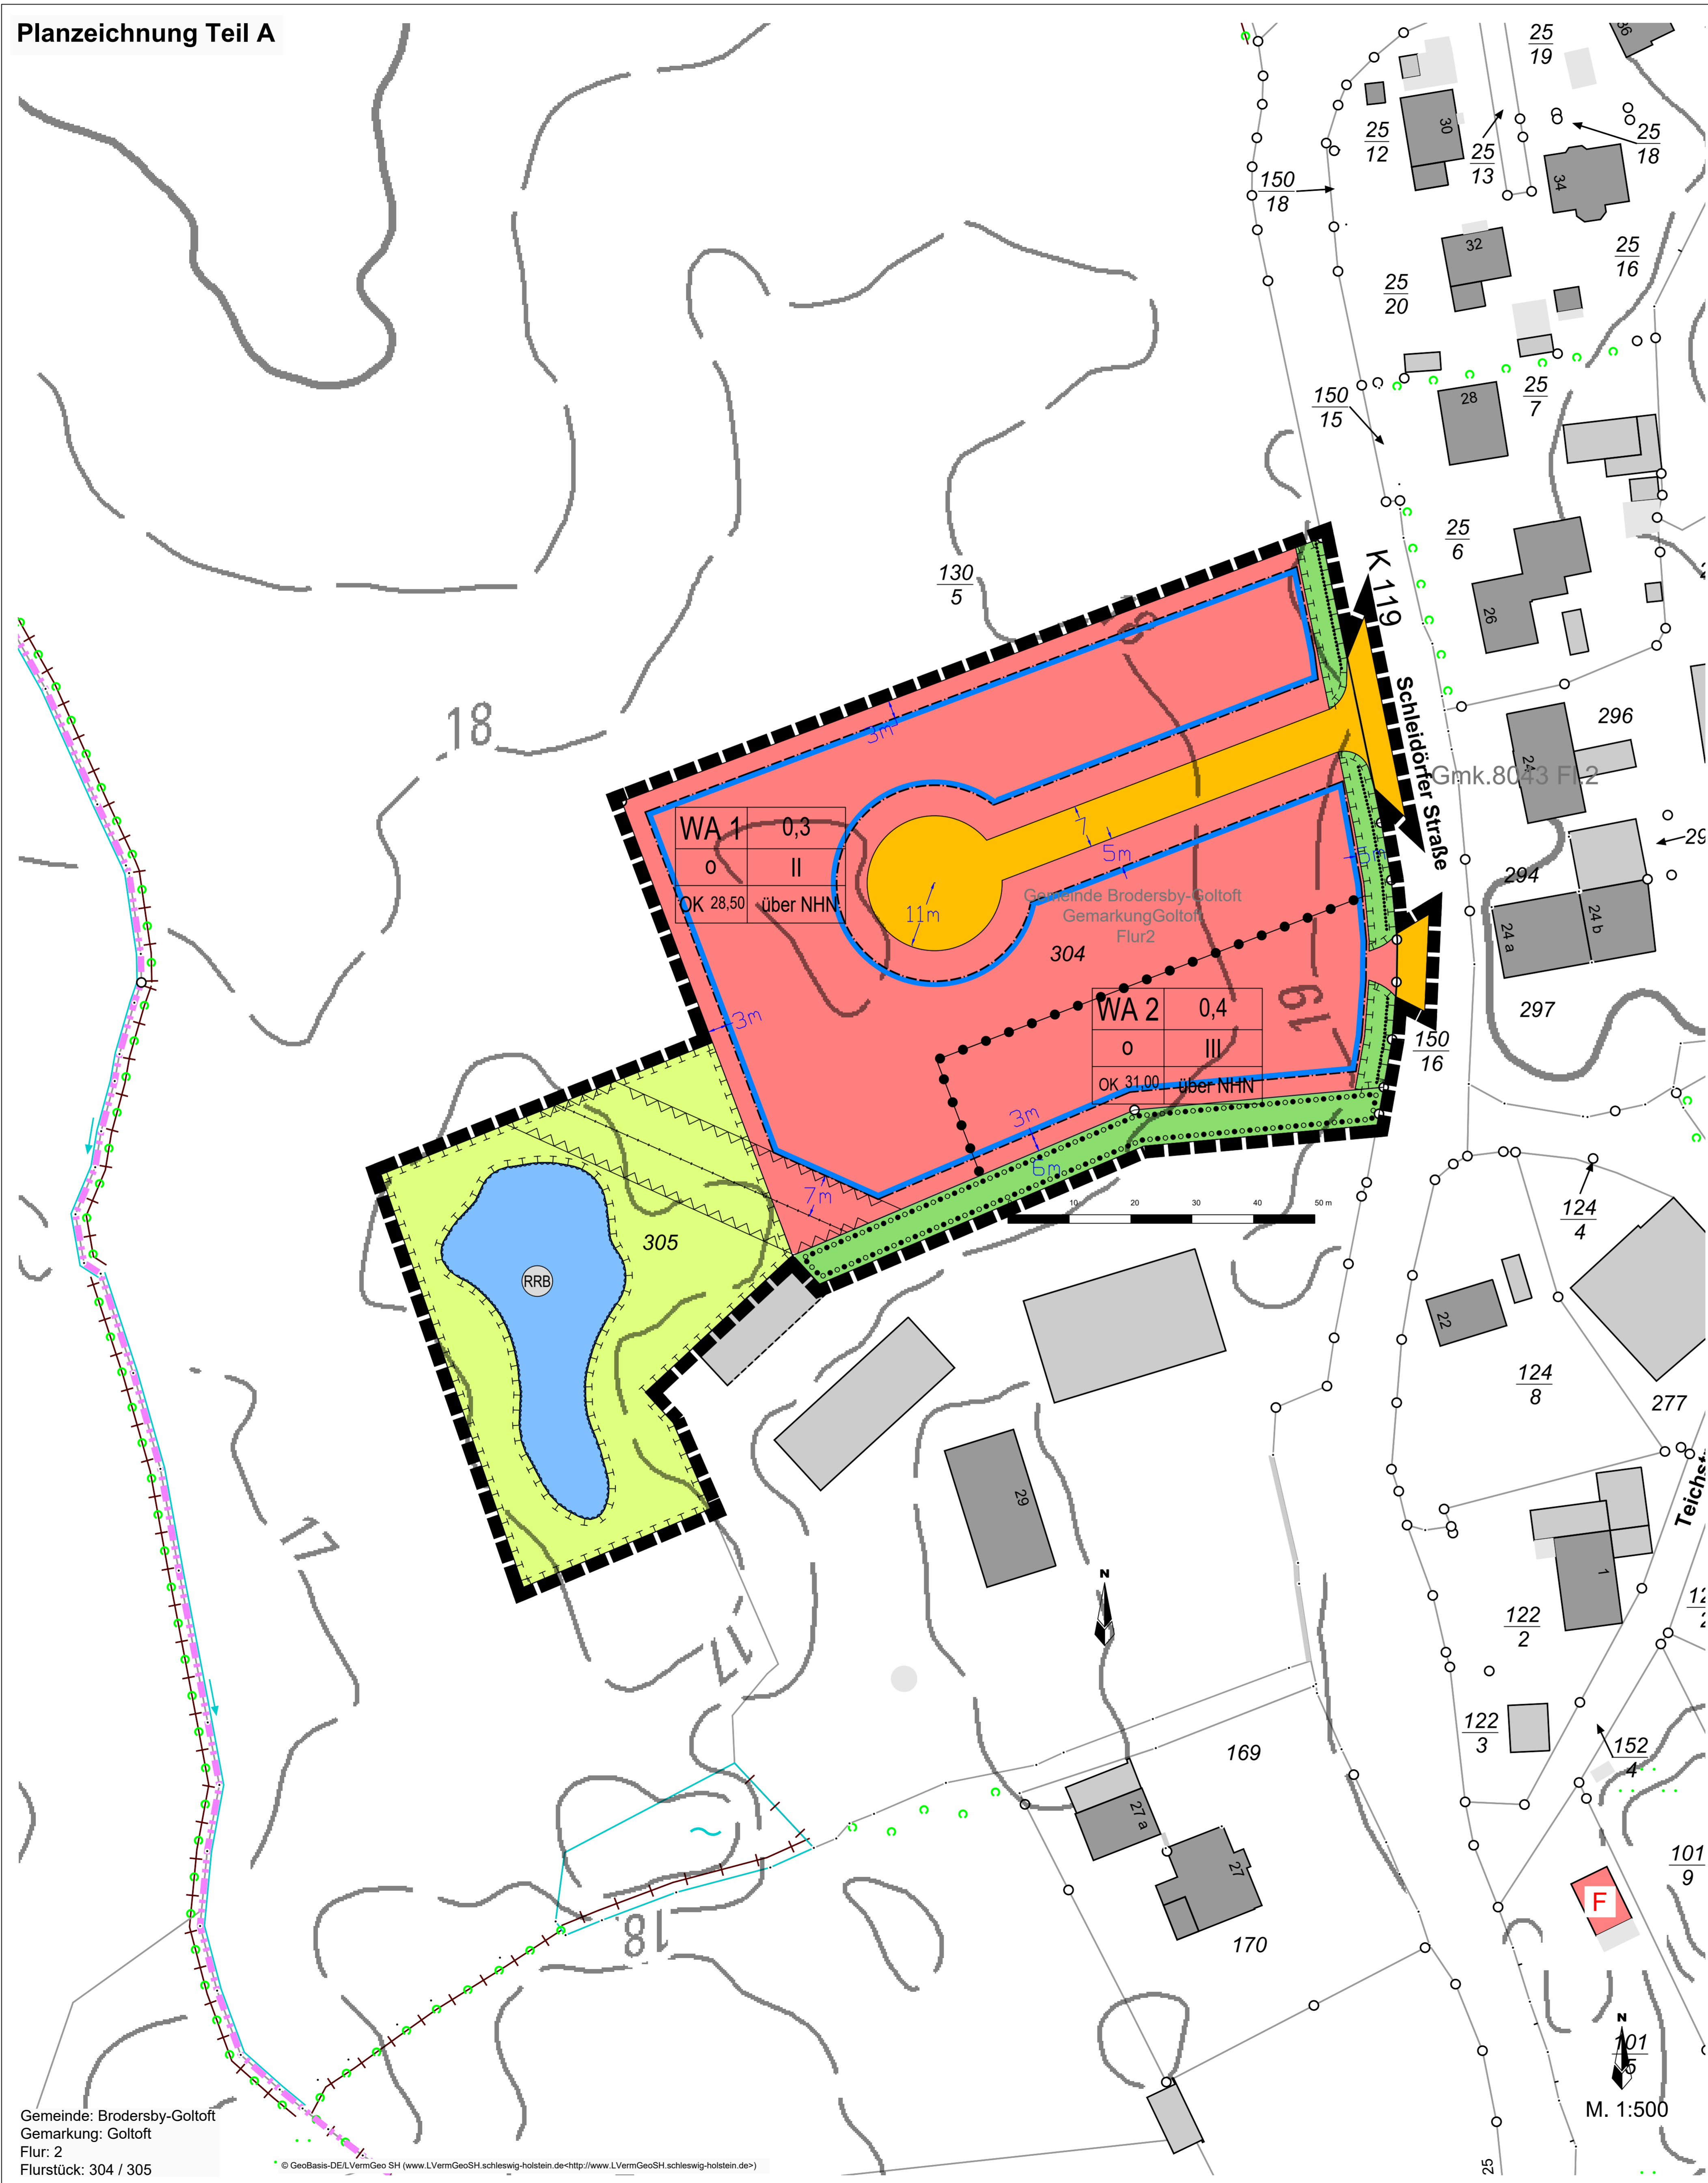 Planzeichnung Teil A
25
19
36
25
12
30
25
13
25
18
34
150
18
32
25
16
25
20
150
15
28
25
7
25
6
130
5
K 119
26
Schleidörfer Straße
18
3m
296
24
Gmk.8043 Fl.2
WA 1 0,3
o II
OK 28,50 über NHN
7
5m
5m
11m
Gemeinde Brodersby-Goltoft
GemarkungGoltoft
Flur2
304
294
29
24 a
24 b
297
19
WA 2 0,4
o III
OK 31,00 über NHN
150
16
3m
3m
6m
7m
10 20 30 40 50 m
305
RRB
124
4
22
124
8
277
17
29
N
Teichst
1
122
2
17
122
3
152
4
169
27 a
27
18
170
101
9
F
N
101
5
M. 1:500
25
Gemeinde: Brodersby-Goltoft
Gemarkung: Goltoft
Flur: 2
Flurstück: 304 / 305
© GeoBasis-DE/LVermGeo SH (www.LVermGeoSH.schleswig-holstein.de<http://www.LVermGeoSH.schleswig-holstein.de>)